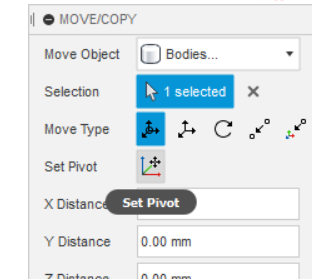 MOVE/COPY
Move Object Bodies...
Selection 1 selected
Move Type
Set Pivot
X Distance Set Pivot
Y Distance 0.00 mm
Z Distance 0.00 mm